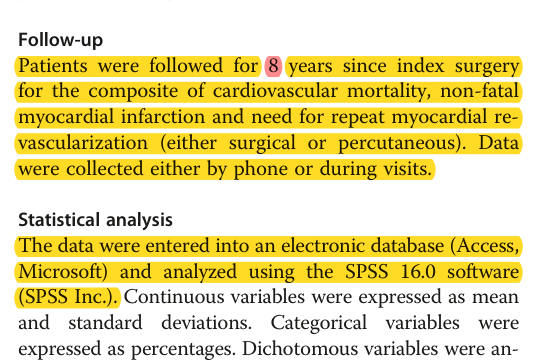 Follow-up
Patients were followed for 8 years since index surgery
for the composite of cardiovascular mortality, non-fatal
myocardial infarction and need for repeat myocardial re-
vascularization (either surgical or percutaneous). Data
were collected either by phone or during visits.
Statistical analysis
The data were entered into an electronic database (Access,
Microsoft) and analyzed using the SPSS 16.0 software
(SPSS Inc.). Continuous variables were expressed as mean
and standard deviations. Categorical variables were
expressed as percentages. Dichotomous variables were an-